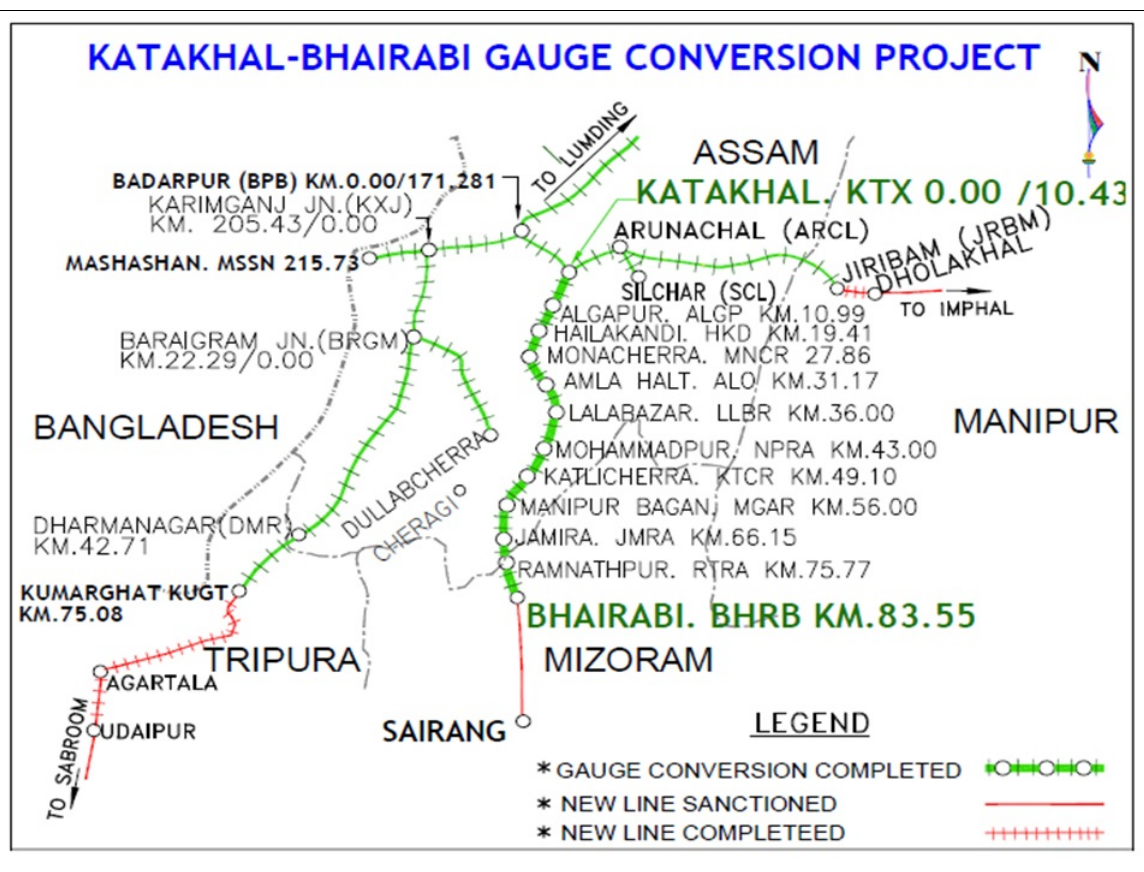 KATAKHAL-BHAIRABI GAUGE CONVERSION PROJECT
N
TO LUMDING
ASSAM
BADARPUR (BPB) KM.0.00/171.281
KATAKHAL. KTX 0.00 /10.43
KARIMGANJ JN.(KXJ)
KM. 205.43/0.00
ARUNACHAL (ARCL)
MASHASHAN. MSSN 215.73
JIRIBAM (JRBM)
DHOLAKHAL
SILCHAR (SCL)
TO IMPHAL
ALGAPUR. ALGP KM.10.99
HAILAKANDI. HKD KM.19.41
BARAIGRAM JN.(BRGM)
KM.22.29/0.00
MONACHERRA. MNCR 27.86
AMLA HALT. ALO KM.31.17
LALABAZAR. LLBR KM.36.00
BANGLADESH
MANIPUR
MOHAMMADPUR. NPRA KM.43.00
KATLICHERRA. KTCR KM.49.10
DULLABCHERRA
CHERAGI
MANIPUR BAGAN. MGAR KM.56.00
DHARMANAGAR(DMR)
KM.42.71
JAMIRA. JMRA KM.66.15
RAMNATHPUR. RTRA KM.75.77
KUMARGHAT KUGT
KM.75.08
BHAIRABI. BHRB KM.83.55
TRIPURA
MIZORAM
AGARTALA
UDAIPUR
TO SABROOM
SAIRANG
LEGEND
* GAUGE CONVERSION COMPLETED
* NEW LINE SANCTIONED
* NEW LINE COMPLETEED